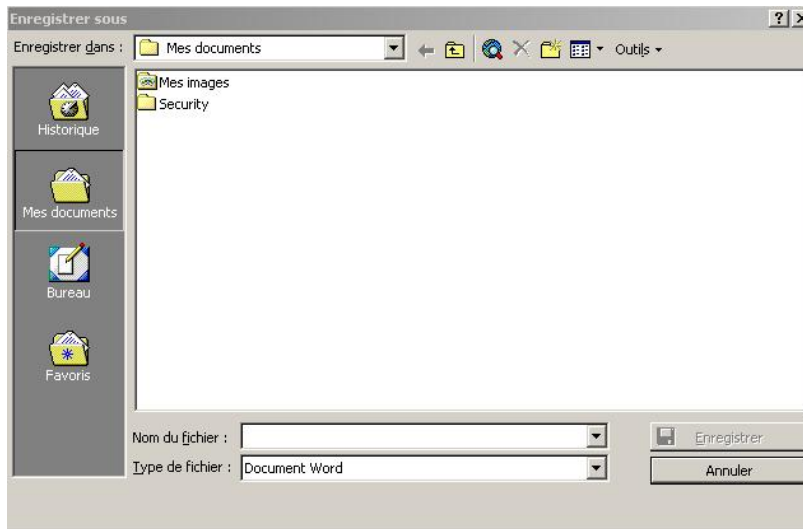 Enregistrer sous
Enregistrer dans : Mes documents Outils
Mes images
Security
Historique
Mes documents
Bureau
Favoris
Nom du fichier : Enregistrer
Type de fichier : Document Word Annuler